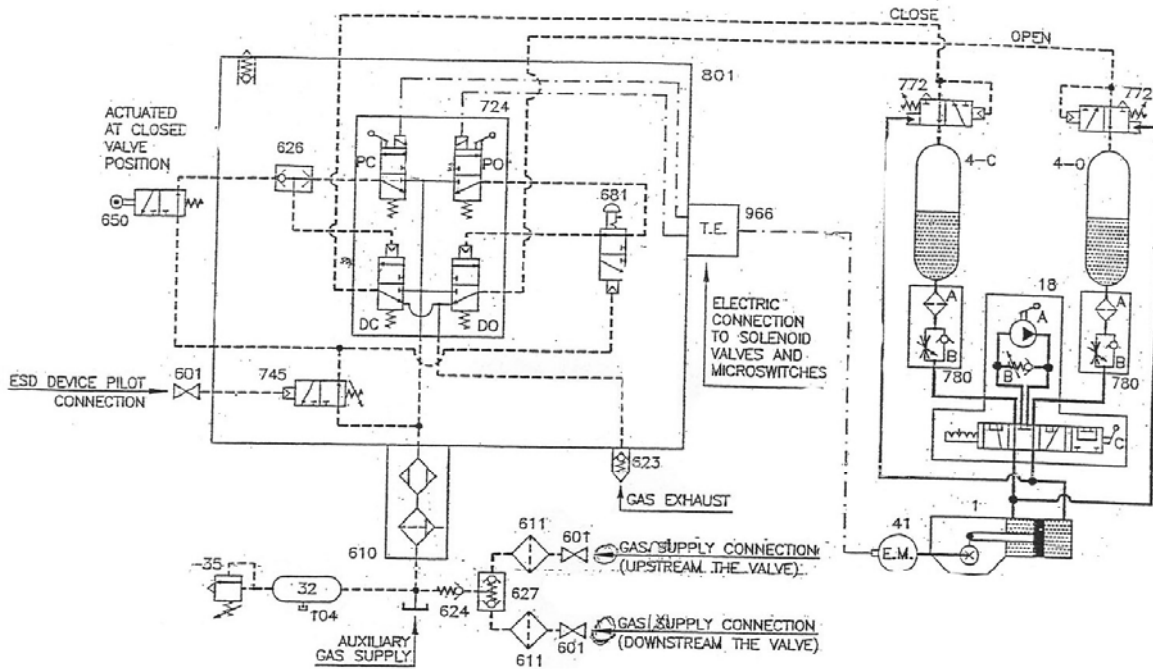 CLOSE
OPEN
801
772
772
724
ACTUATED
AT CLOSED
VALVE
POSITION
626
PC
PO
4-C
4-O
681
650
966
T.E.
18
A
A
A
DC
DO
ELECTRIC
CONNECTION
TO SOLENOID
VALVES AND
MICROSWITCHES
B
B
B
780
780
601
745
ESD DEVICE PILOT
CONNECTION
C
623
GAS EXHAUST
1
41
E.M.
610
611
601
GAS SUPPLY CONNECTION
(UPSTREAM THE VALVE)
35
32
104
624
627
GAS SUPPLY CONNECTION
(DOWNSTREAM THE VALVE)
AUXILIARY
GAS SUPPLY
611
601